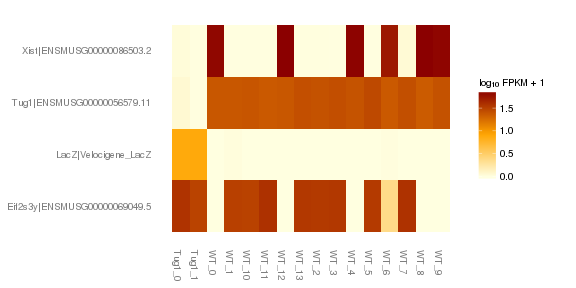 Xist|ENSMUSG00000086503.2
Tug1|ENSMUSG00000056579.11
LacZ|Velocigene_LacZ
Eif2s3y|ENSMUSG00000069049.5
log10 FPKM + 1
1.5
1.0
0.5
0.0
Tug1_0
Tug1_1
WT_0
WT_1
WT_10
WT_11
WT_12
WT_13
WT_2
WT_3
WT_4
WT_5
WT_6
WT_7
WT_8
WT_9